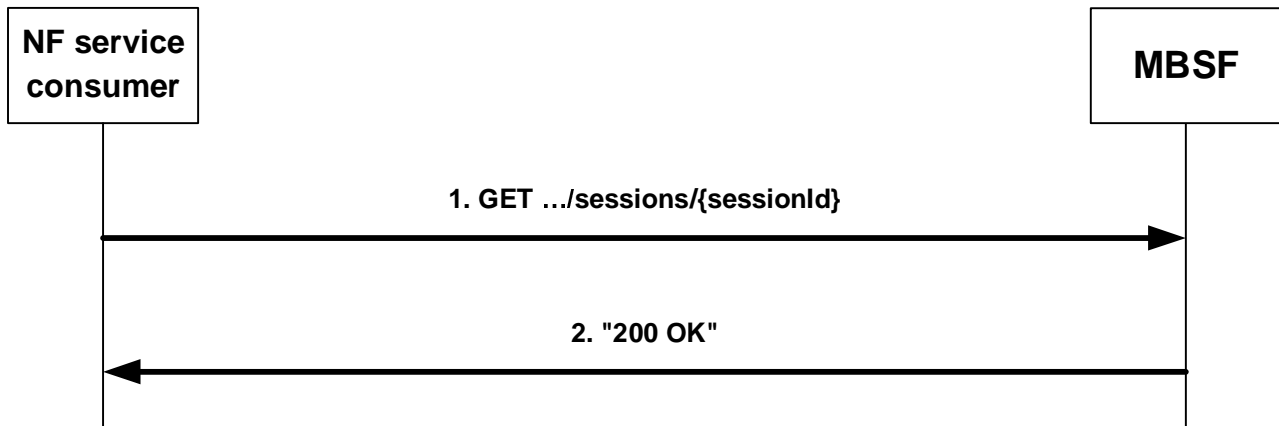 NF service
consumer
MBSF
1. GET …/sessions/{sessionId}
2. "200 OK"